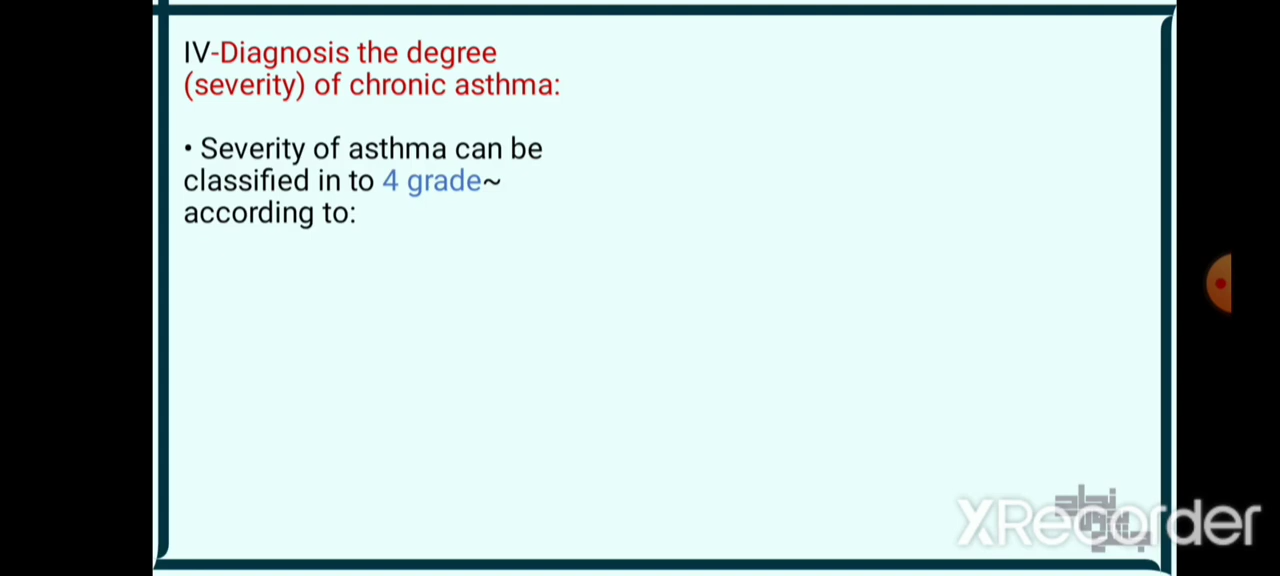 IV-Diagnosis the degree
(severity) of chronic asthma:
• Severity of asthma can be
classified in to 4 grade~
according to:
XRecorder